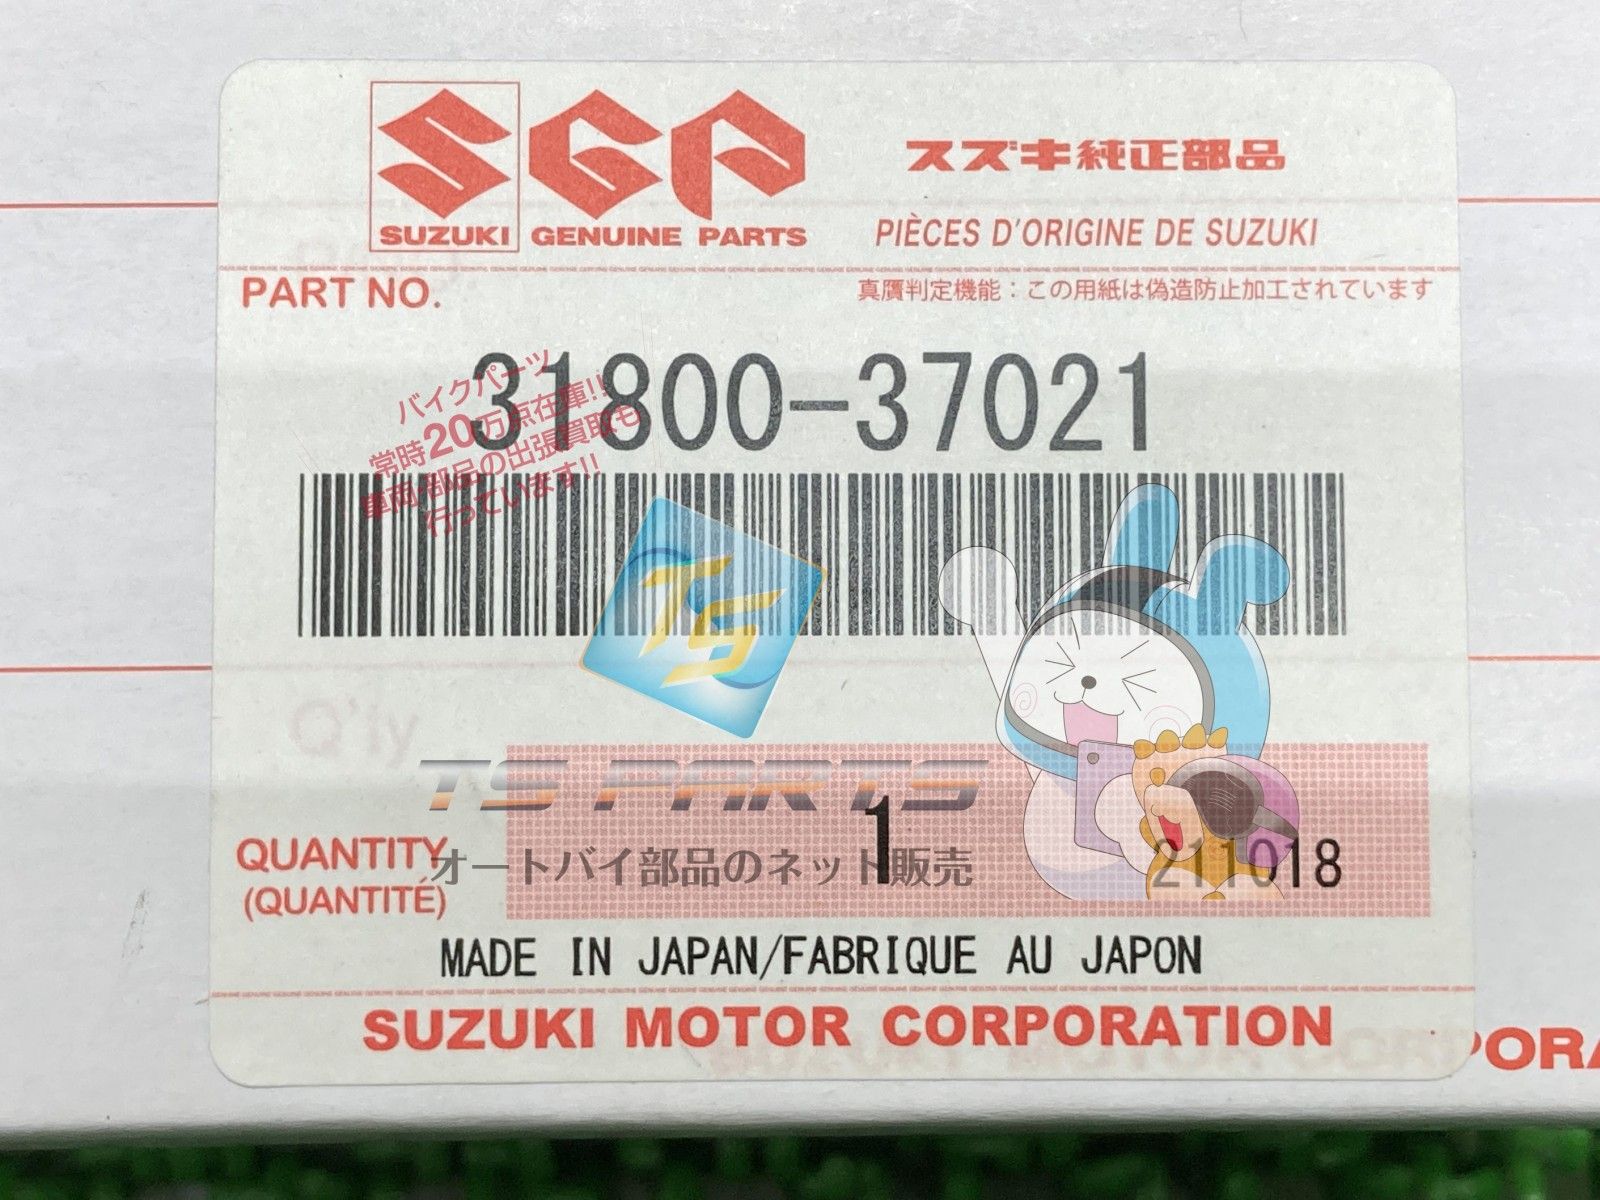 SGP
SUZUKI GENUINE PARTS
スズキ純正部品
PIÈCES D'ORIGINE DE SUZUKI
PART NO.
真贋判定機能：この用紙は偽造防止加工されています
31800-37021
バイクパーツ
常時20万点在庫!!
車両・部品の出張買取も
行っています!!
TS
Q'ty
TS PARTS
オートバイ部品のネット販売
QUANTITY
(QUANTITÉ)
1
211018
MADE IN JAPAN/FABRIQUE AU JAPON
SUZUKI MOTOR CORPORATION